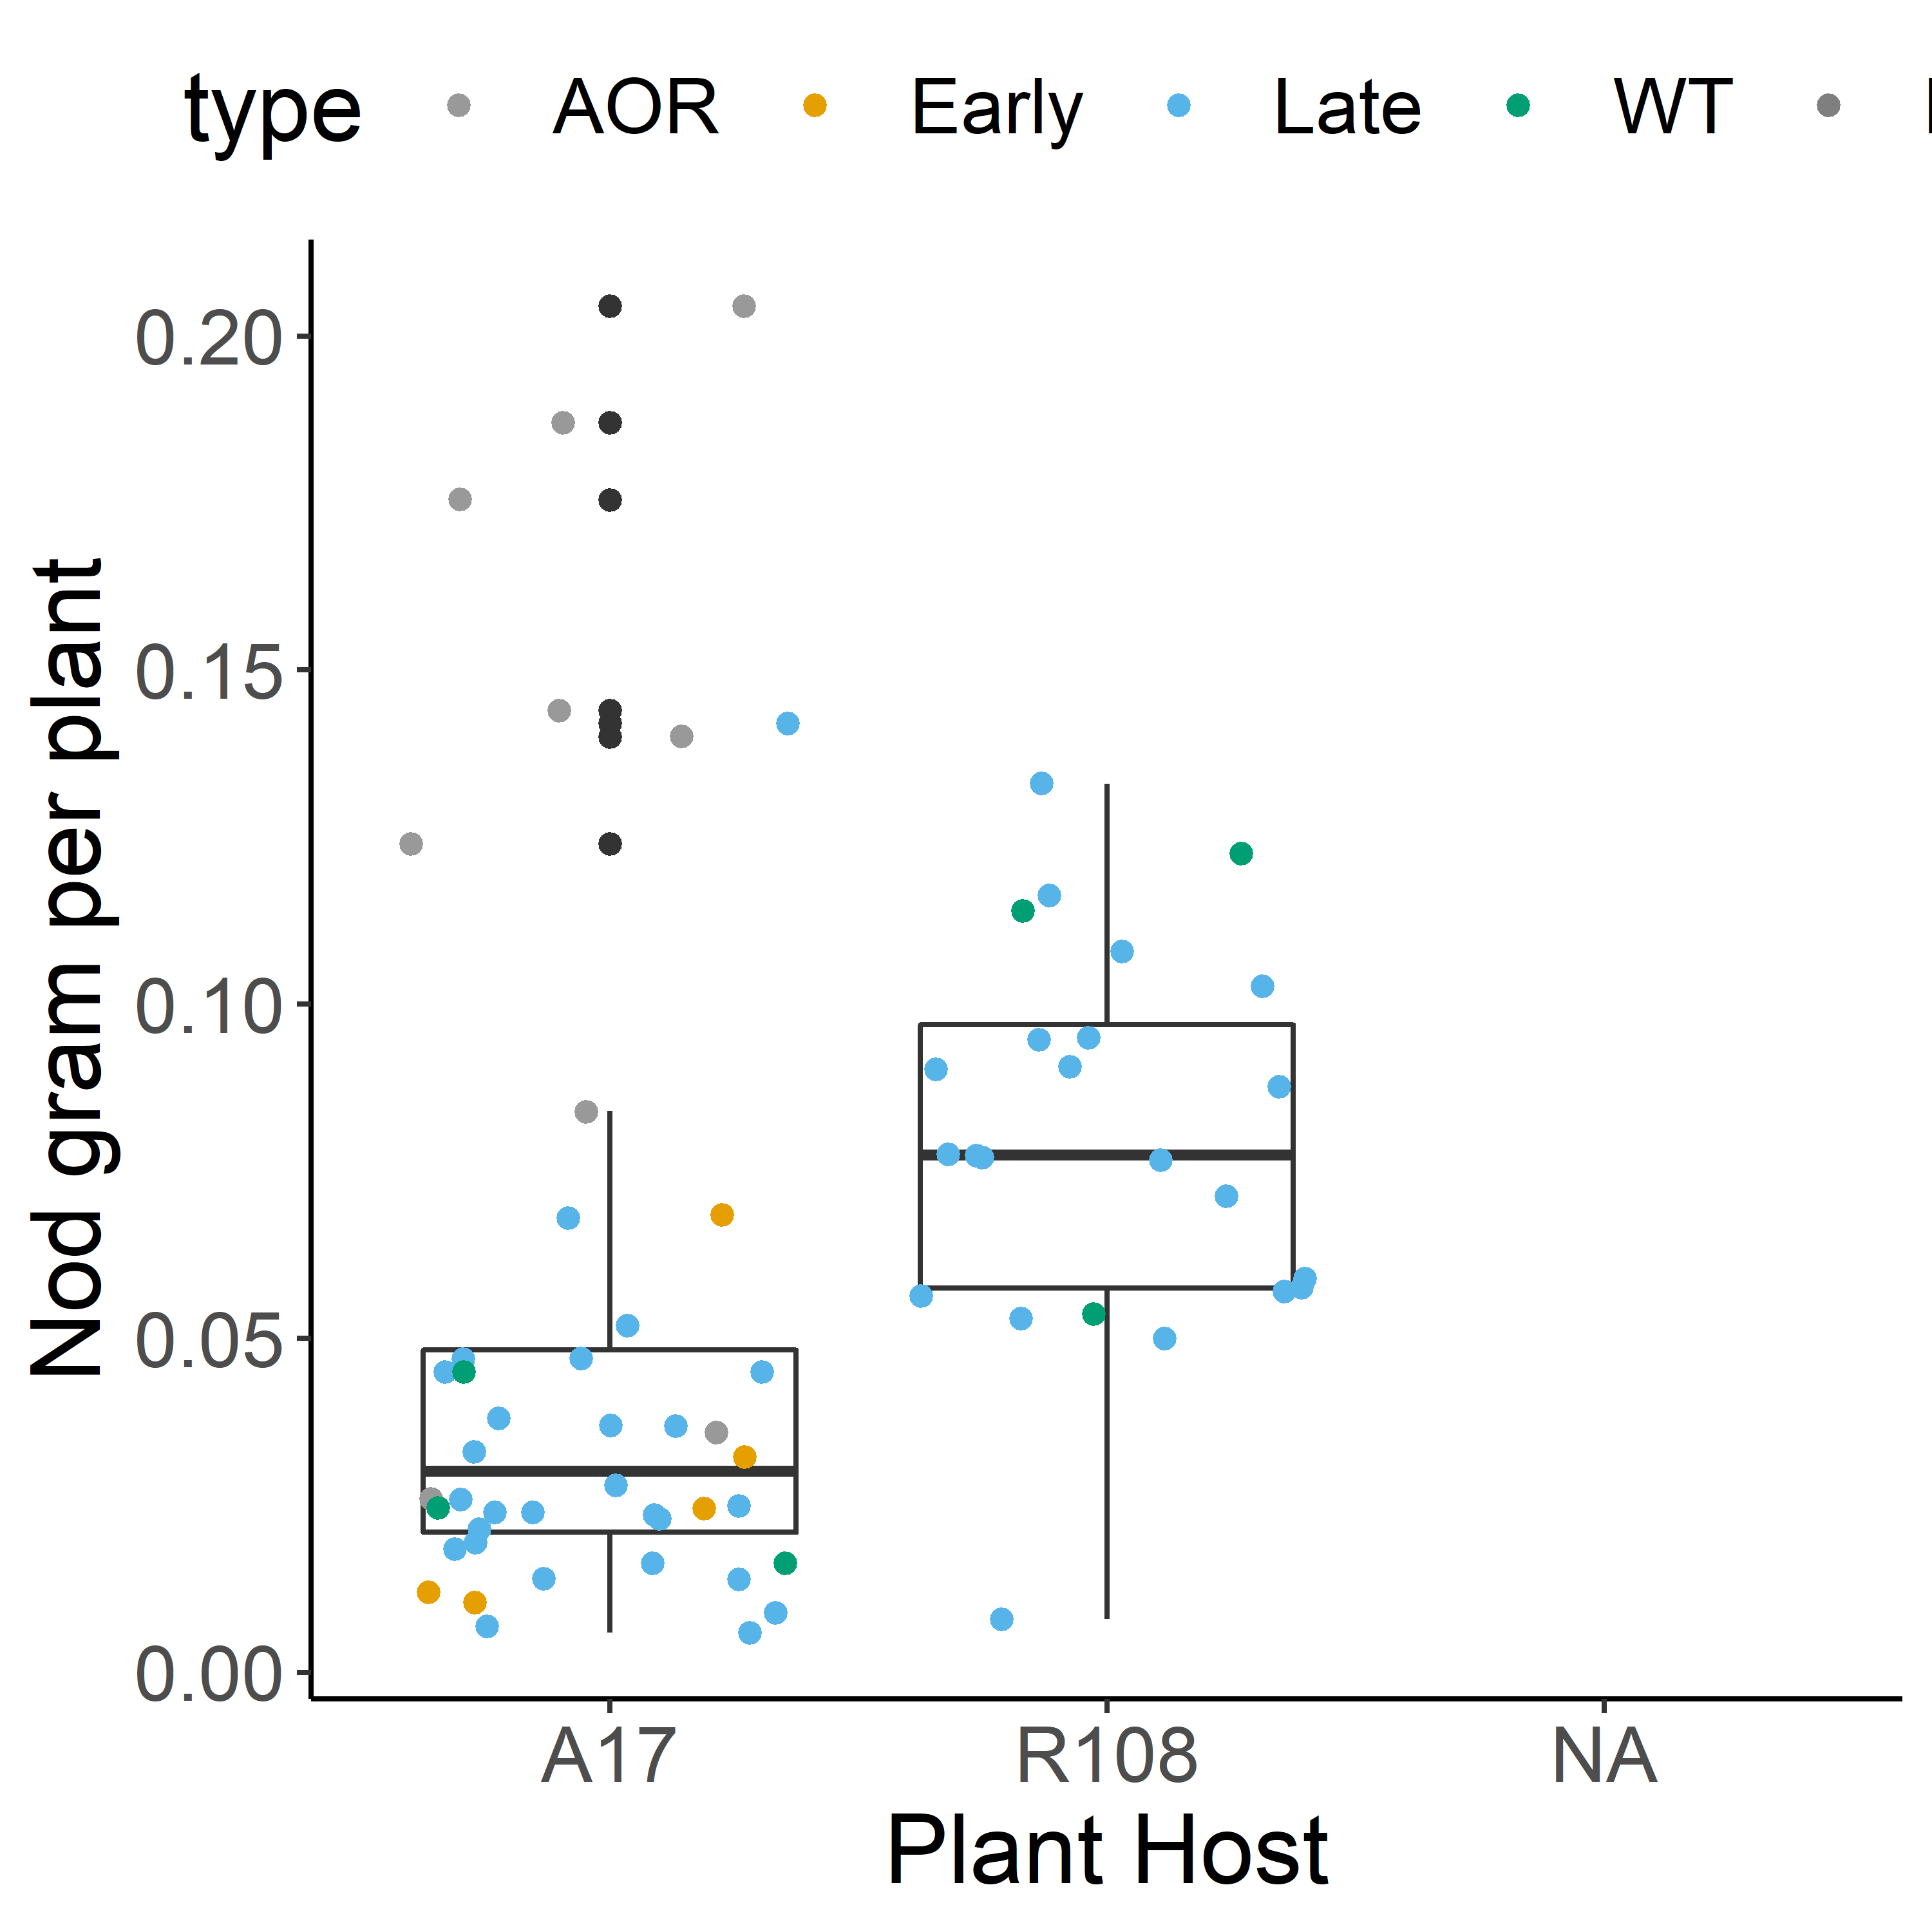 type AOR Early Late WT
0.20
0.15
0.10
0.05
0.00
Nod gram per plant
A17 R108 NA
Plant Host